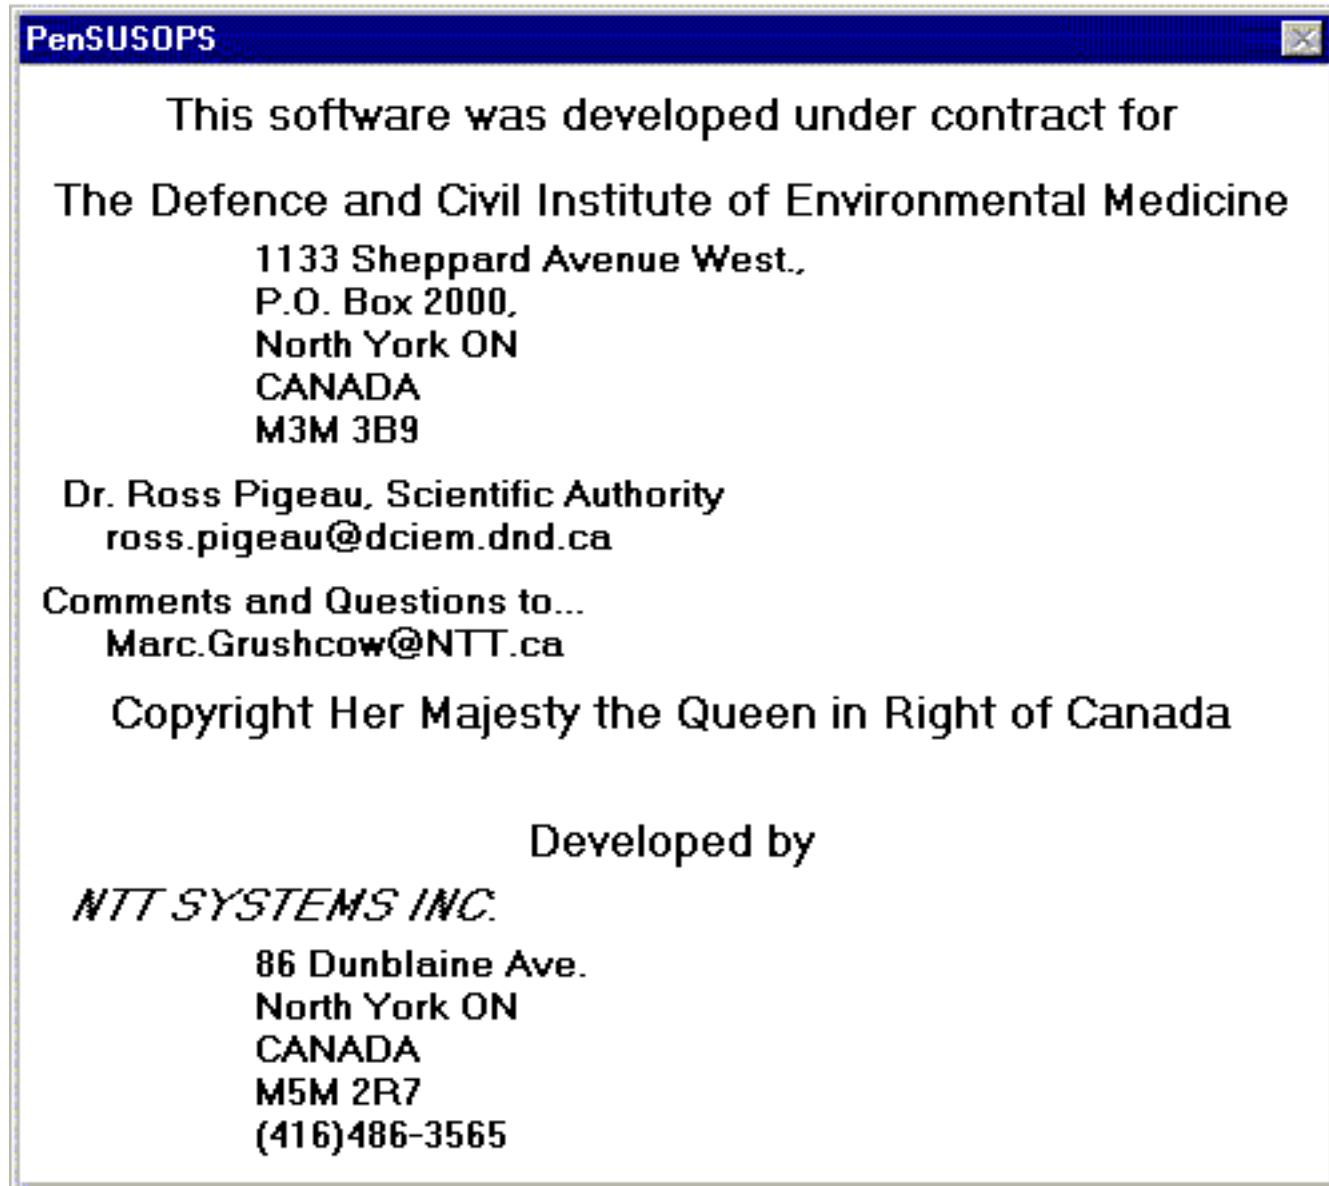 PenSUSOPS
This software was developed under contract for
The Defence and Civil Institute of Environmental Medicine
1133 Sheppard Avenue West.,
P.O. Box 2000,
North York ON
CANADA
M3M 3B9
Dr. Ross Pigeau, Scientific Authority
ross.pigeau@dciem.dnd.ca
Comments and Questions to...
Marc.Grushcow@NTT.ca
Copyright Her Majesty the Queen in Right of Canada
Developed by
NTT SYSTEMS INC.
86 Dunblaine Ave.
North York ON
CANADA
M5M 2R7
(416)486-3565